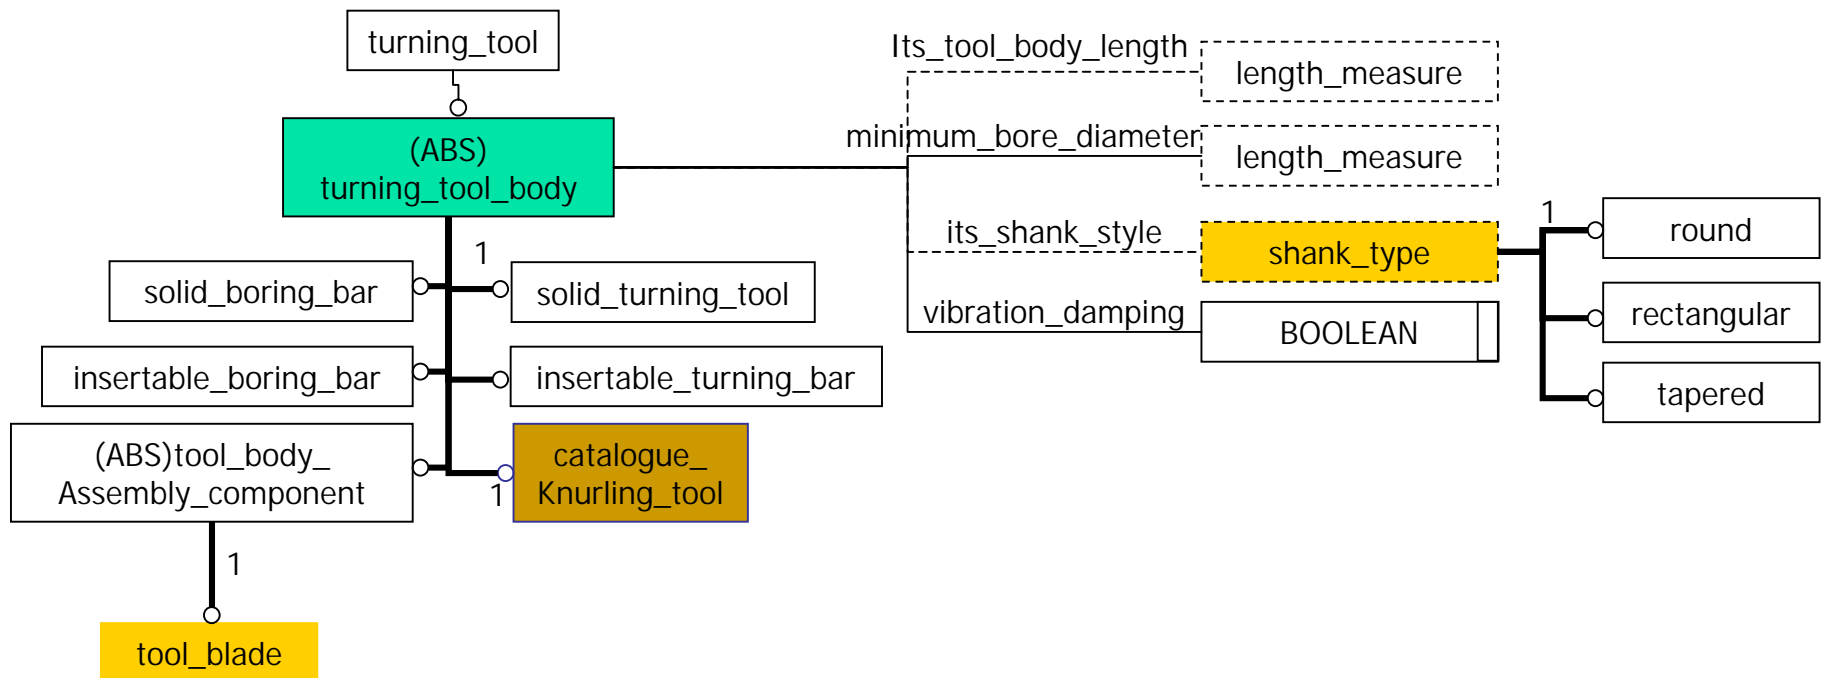 turning_tool
(ABS)
turning_tool_body
Its_tool_body_length
length_measure
minimum_bore_diameter
length_measure
its_shank_style
shank_type
vibration_damping
BOOLEAN
1
round
rectangular
tapered
1
solid_boring_bar
solid_turning_tool
insertable_boring_bar
insertable_turning_bar
(ABS)tool_body_
Assembly_component
catalogue_
Knurling_tool
1
1
tool_blade